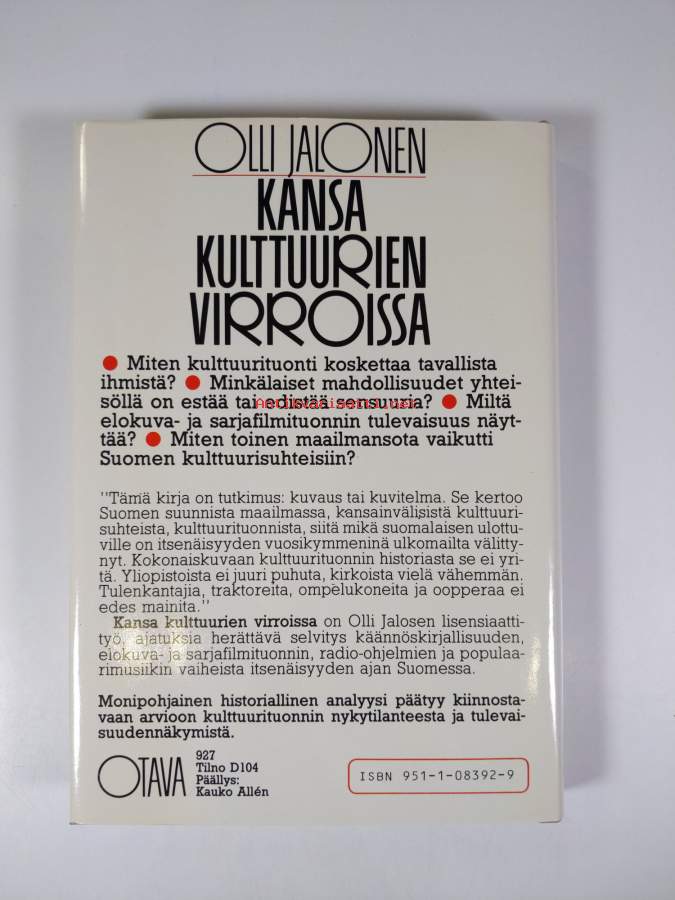 OLLI JALONEN
KANSA
KULTTUURIEN
VIRROISSA
● Miten kulttuurituonti koskettaa tavallista
ihmistä? ● Minkälaiset mahdollisuudet yhtei-
söllä on estää tai edistää sensuuria? ● Miltä
elokuva- ja sarjafilmituonnin tulevaisuus näyt-
tää? ● Miten toinen maailmansota vaikutti
Suomen kulttuurisuhteisiin?
"Tämä kirja on tutkimus: kuvaus tai kuvitelma. Se kertoo
Suomen suunnista maailmassa, kansainvälisistä kulttuuri-
suhteista, kulttuurituonnista, siitä mikä suomalaisen ulottu-
ville on itsenäisyyden vuosikymmeninä ulkomailta välitty-
nyt. Kokonaiskuvaan kulttuurituonnin historiasta se ei yri-
tä. Yliopistoista ei juuri puhuta, kirkoista vielä vähemmän.
Tulenkantajia, traktoreita, ompelukoneita ja oopperaa ei
edes mainita."
Kansa kulttuurien virroissa on Olli Jalosen lisensiaatti-
työ, ajatuksia herättävä selvitys käännöskirjallisuuden,
elokuva- ja sarjafilmituonnin, radio-ohjelmien ja populaa-
rimusiikin vaiheista itsenäisyyden ajan Suomessa.
Monipohjainen historiallinen analyysi päätyy kiinnosta-
vaan arvioon kulttuurituonnin nykytilanteesta ja tulevai-
suudennäkymistä.
OTAVA
927
Tilno D104
Päällys:
Kauko Allén
ISBN 951-1-08392-9